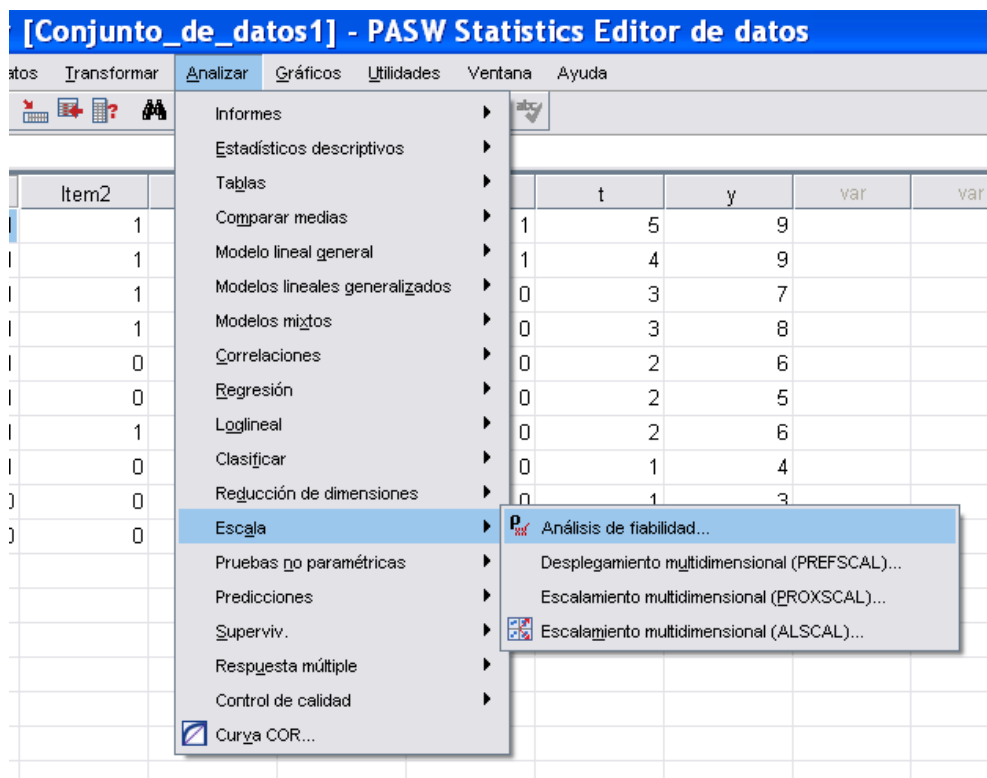 [Conjunto_de_datos1] - PASW Statistics Editor de datos
atos Transformar Analizar Gráficos Utilidades Ventana Ayuda
Informes
Estadísticos descriptivos
Tablas
Comparar medias
Modelo lineal general
Modelos lineales generalizados
Modelos mixtos
Correlaciones
Regresión
Loglineal
Clasificar
Reducción de dimensiones
Escala
Pruebas no paramétricas
Predicciones
Superviv.
Respuesta múltiple
Control de calidad
Curva COR...
Análisis de fiabilidad...
Desplegamiento multidimensional (PREFSCAL)...
Escalamiento multidimensional (PROXSCAL)...
Escalamiento multidimensional (ALSCAL)...
Item2 t y var var
1 1 5 9
1 1 4 9
1 0 3 7
1 0 3 8
0 0 2 6
0 0 2 5
1 0 2 6
0 0 1 4
0 0 1 3
0